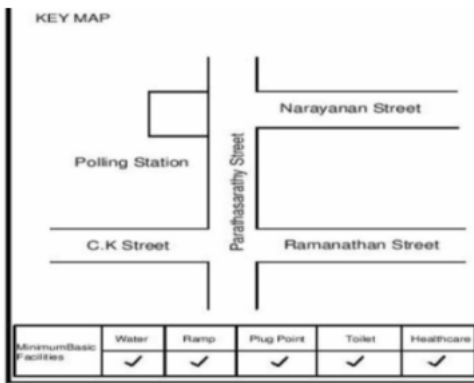 KEY MAP
Narayanan Street
Polling Station
Parathasarathy Street
C.K Street
Ramanathan Street
MinimumBasic Facilities
Water Ramp Plug Point Toilet Healthcare
✓ ✓ ✓ ✓ ✓